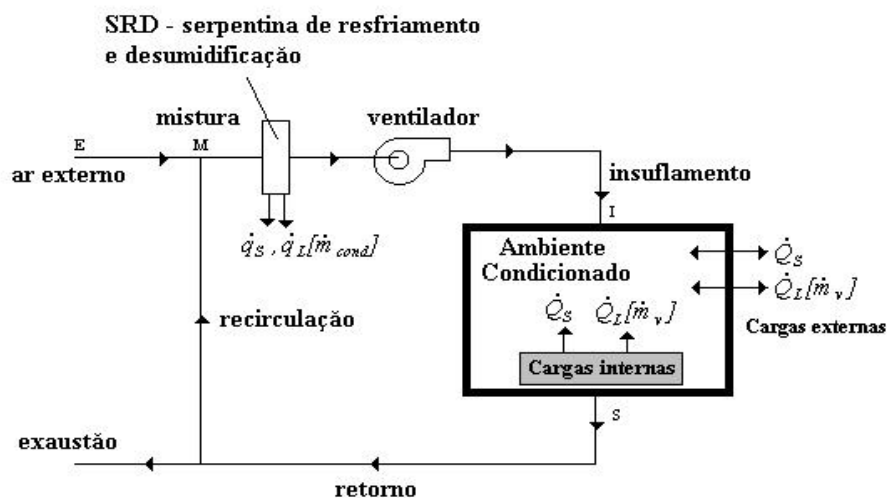 SRD - serpentina de resfriamento
e desumidificação
mistura
ventilador
E
M
ar externo
insuflamento
I
q̇S , q̇L[ṁcond]
Ambiente
Condicionado
Q̇S
Q̇L[ṁv]
Q̇S Q̇L[ṁv]
Cargas externas
recirculação
Cargas internas
S
exaustão
retorno